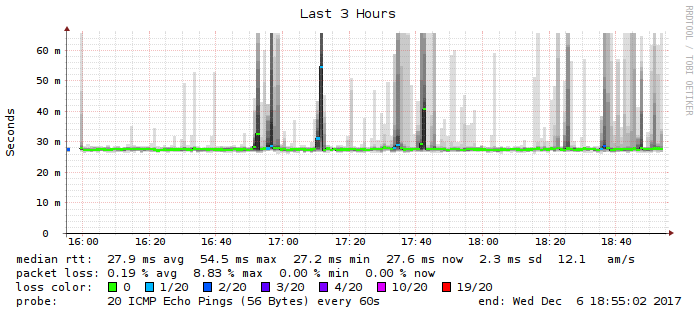 Last 3 Hours
RRDTOOL / TOBI OETIKER
Seconds
60 m
50 m
40 m
30 m
20 m
10 m
0
16:00 16:20 16:40 17:00 17:20 17:40 18:00 18:20 18:40
median rtt: 27.9 ms avg 54.5 ms max 27.2 ms min 27.6 ms now 2.3 ms sd 12.1 am/s
packet loss: 0.19 % avg 8.83 % max 0.00 % min 0.00 % now
loss color: 0 1/20 2/20 3/20 4/20 10/20 19/20
probe: 20 ICMP Echo Pings (56 Bytes) every 60s end: Wed Dec 6 18:55:02 2017